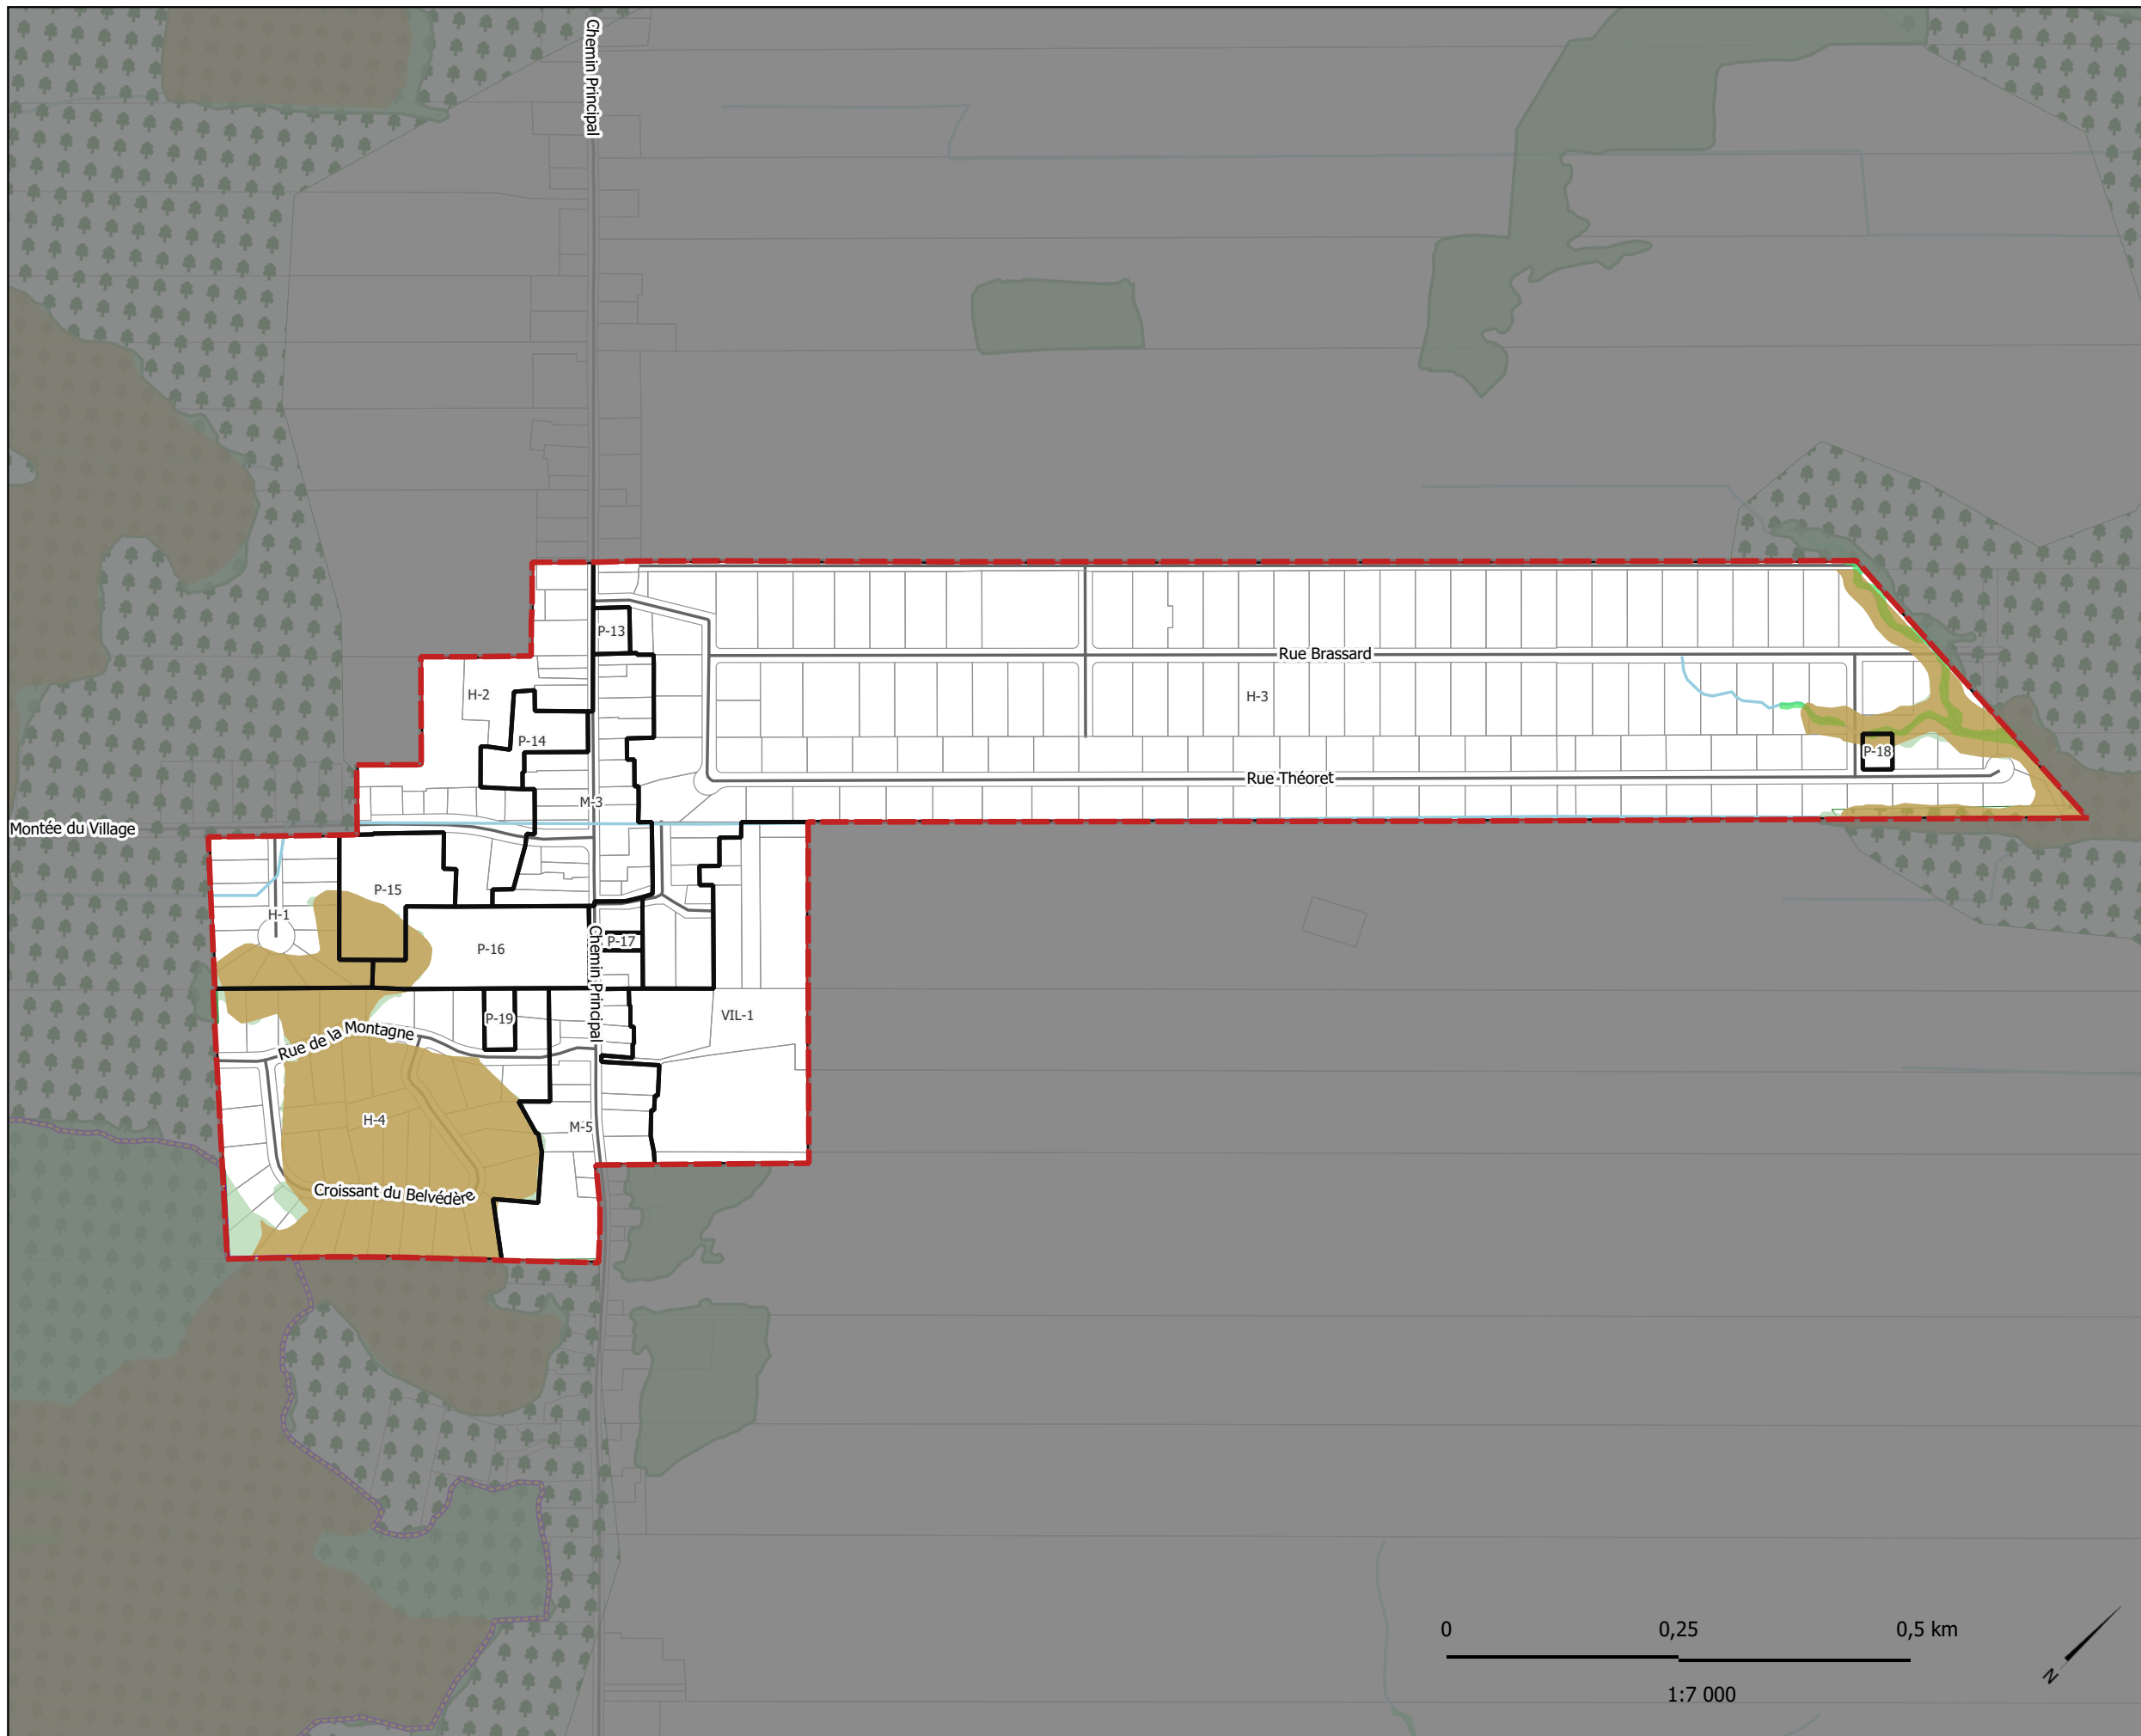 Chemin Principal
P-13
Rue Brassard
H-2
H-3
P-14
P-18
Rue Théoret
M-3
Montée du Village
P-15
H-1
P-17
P-16
Chemin Principal
VIL-1
P-19
Rue de la Montagne
H-4
M-5
Croissant du Belvédère
0 0,25 0,5 km
N
1:7 000